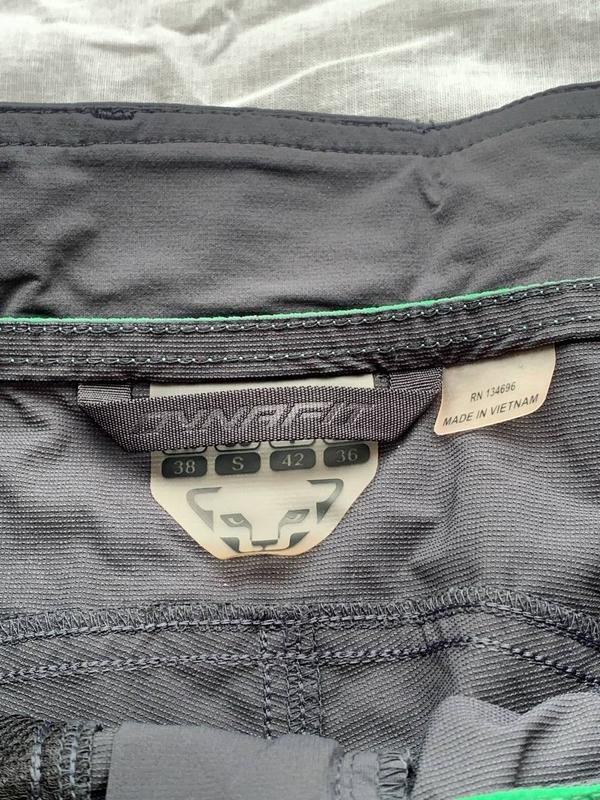 DYNAFIT
38 S 42 36
RN 134696
MADE IN VIETNAM